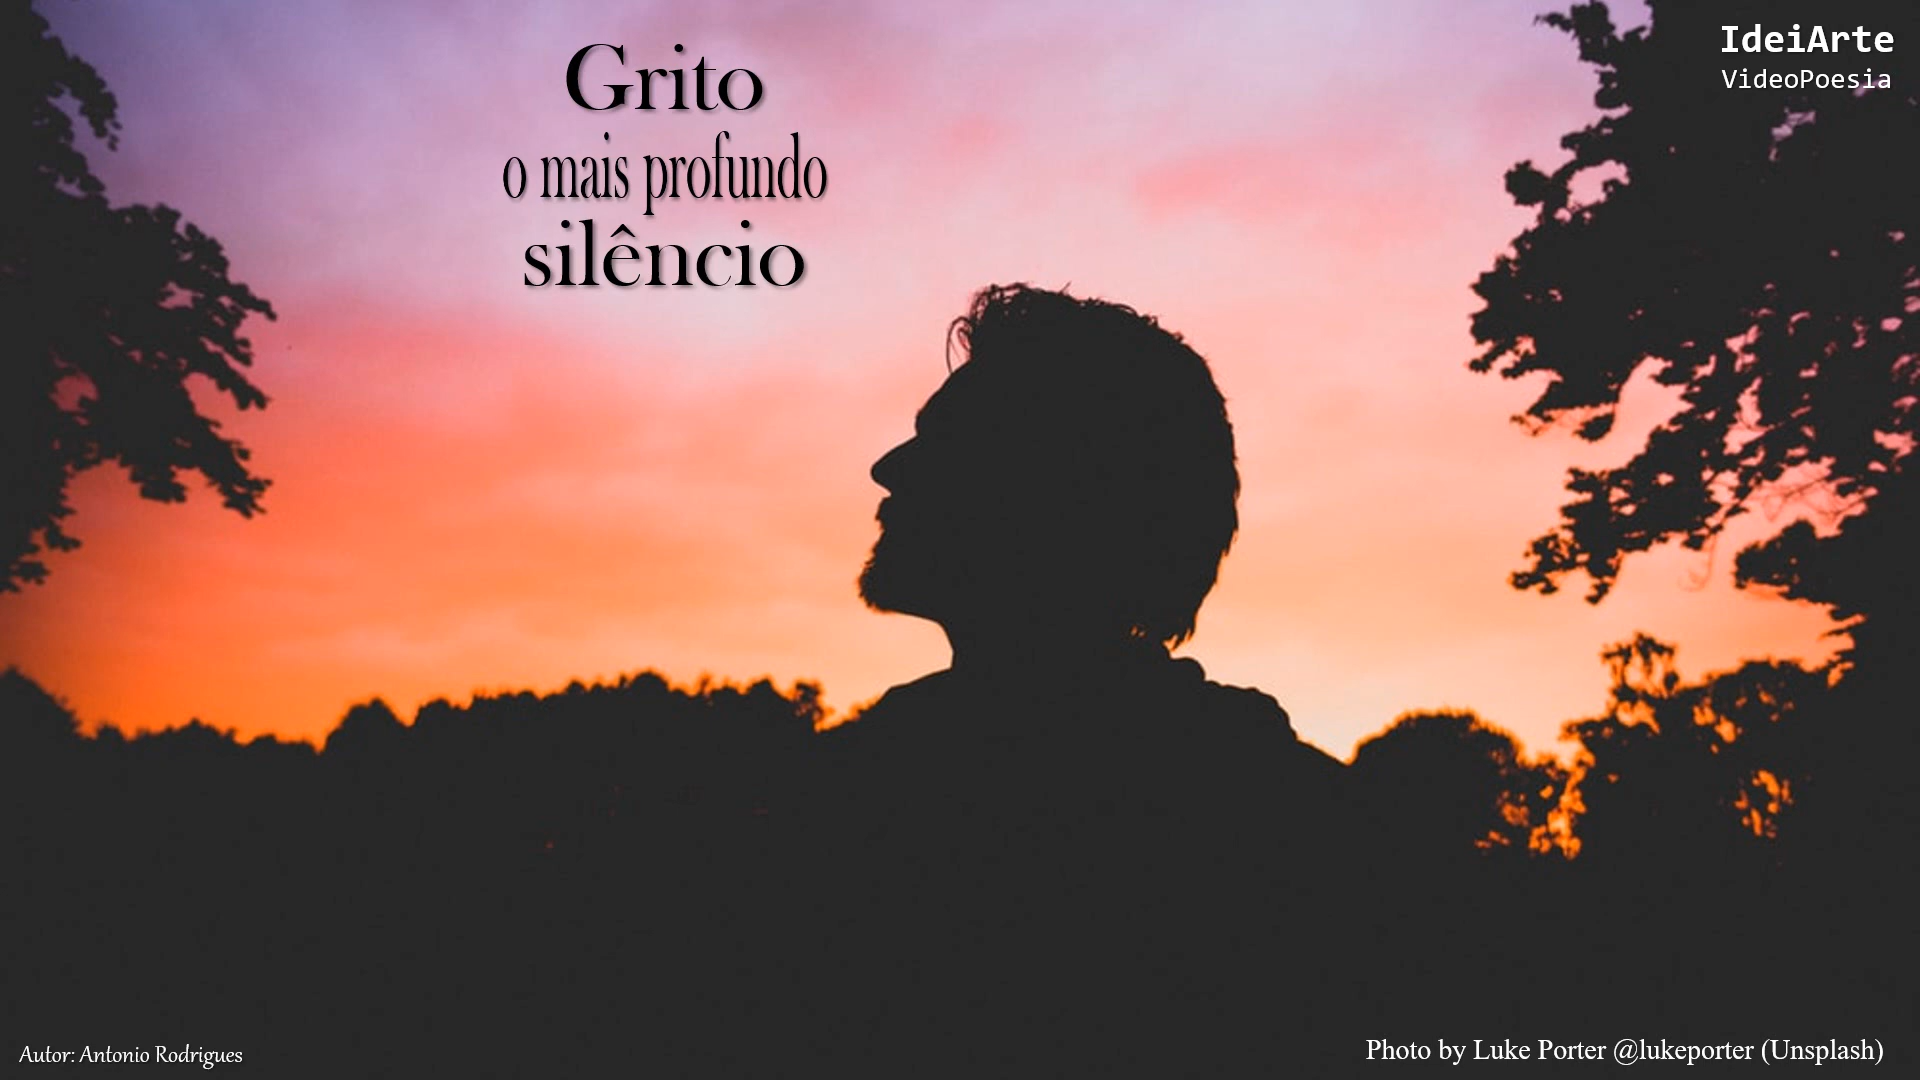 Grito
o mais profundo
silêncio
IdeiArte
VideoPoesia
Autor: Antonio Rodrigues
Photo by Luke Porter @lukeporter (Unsplash)